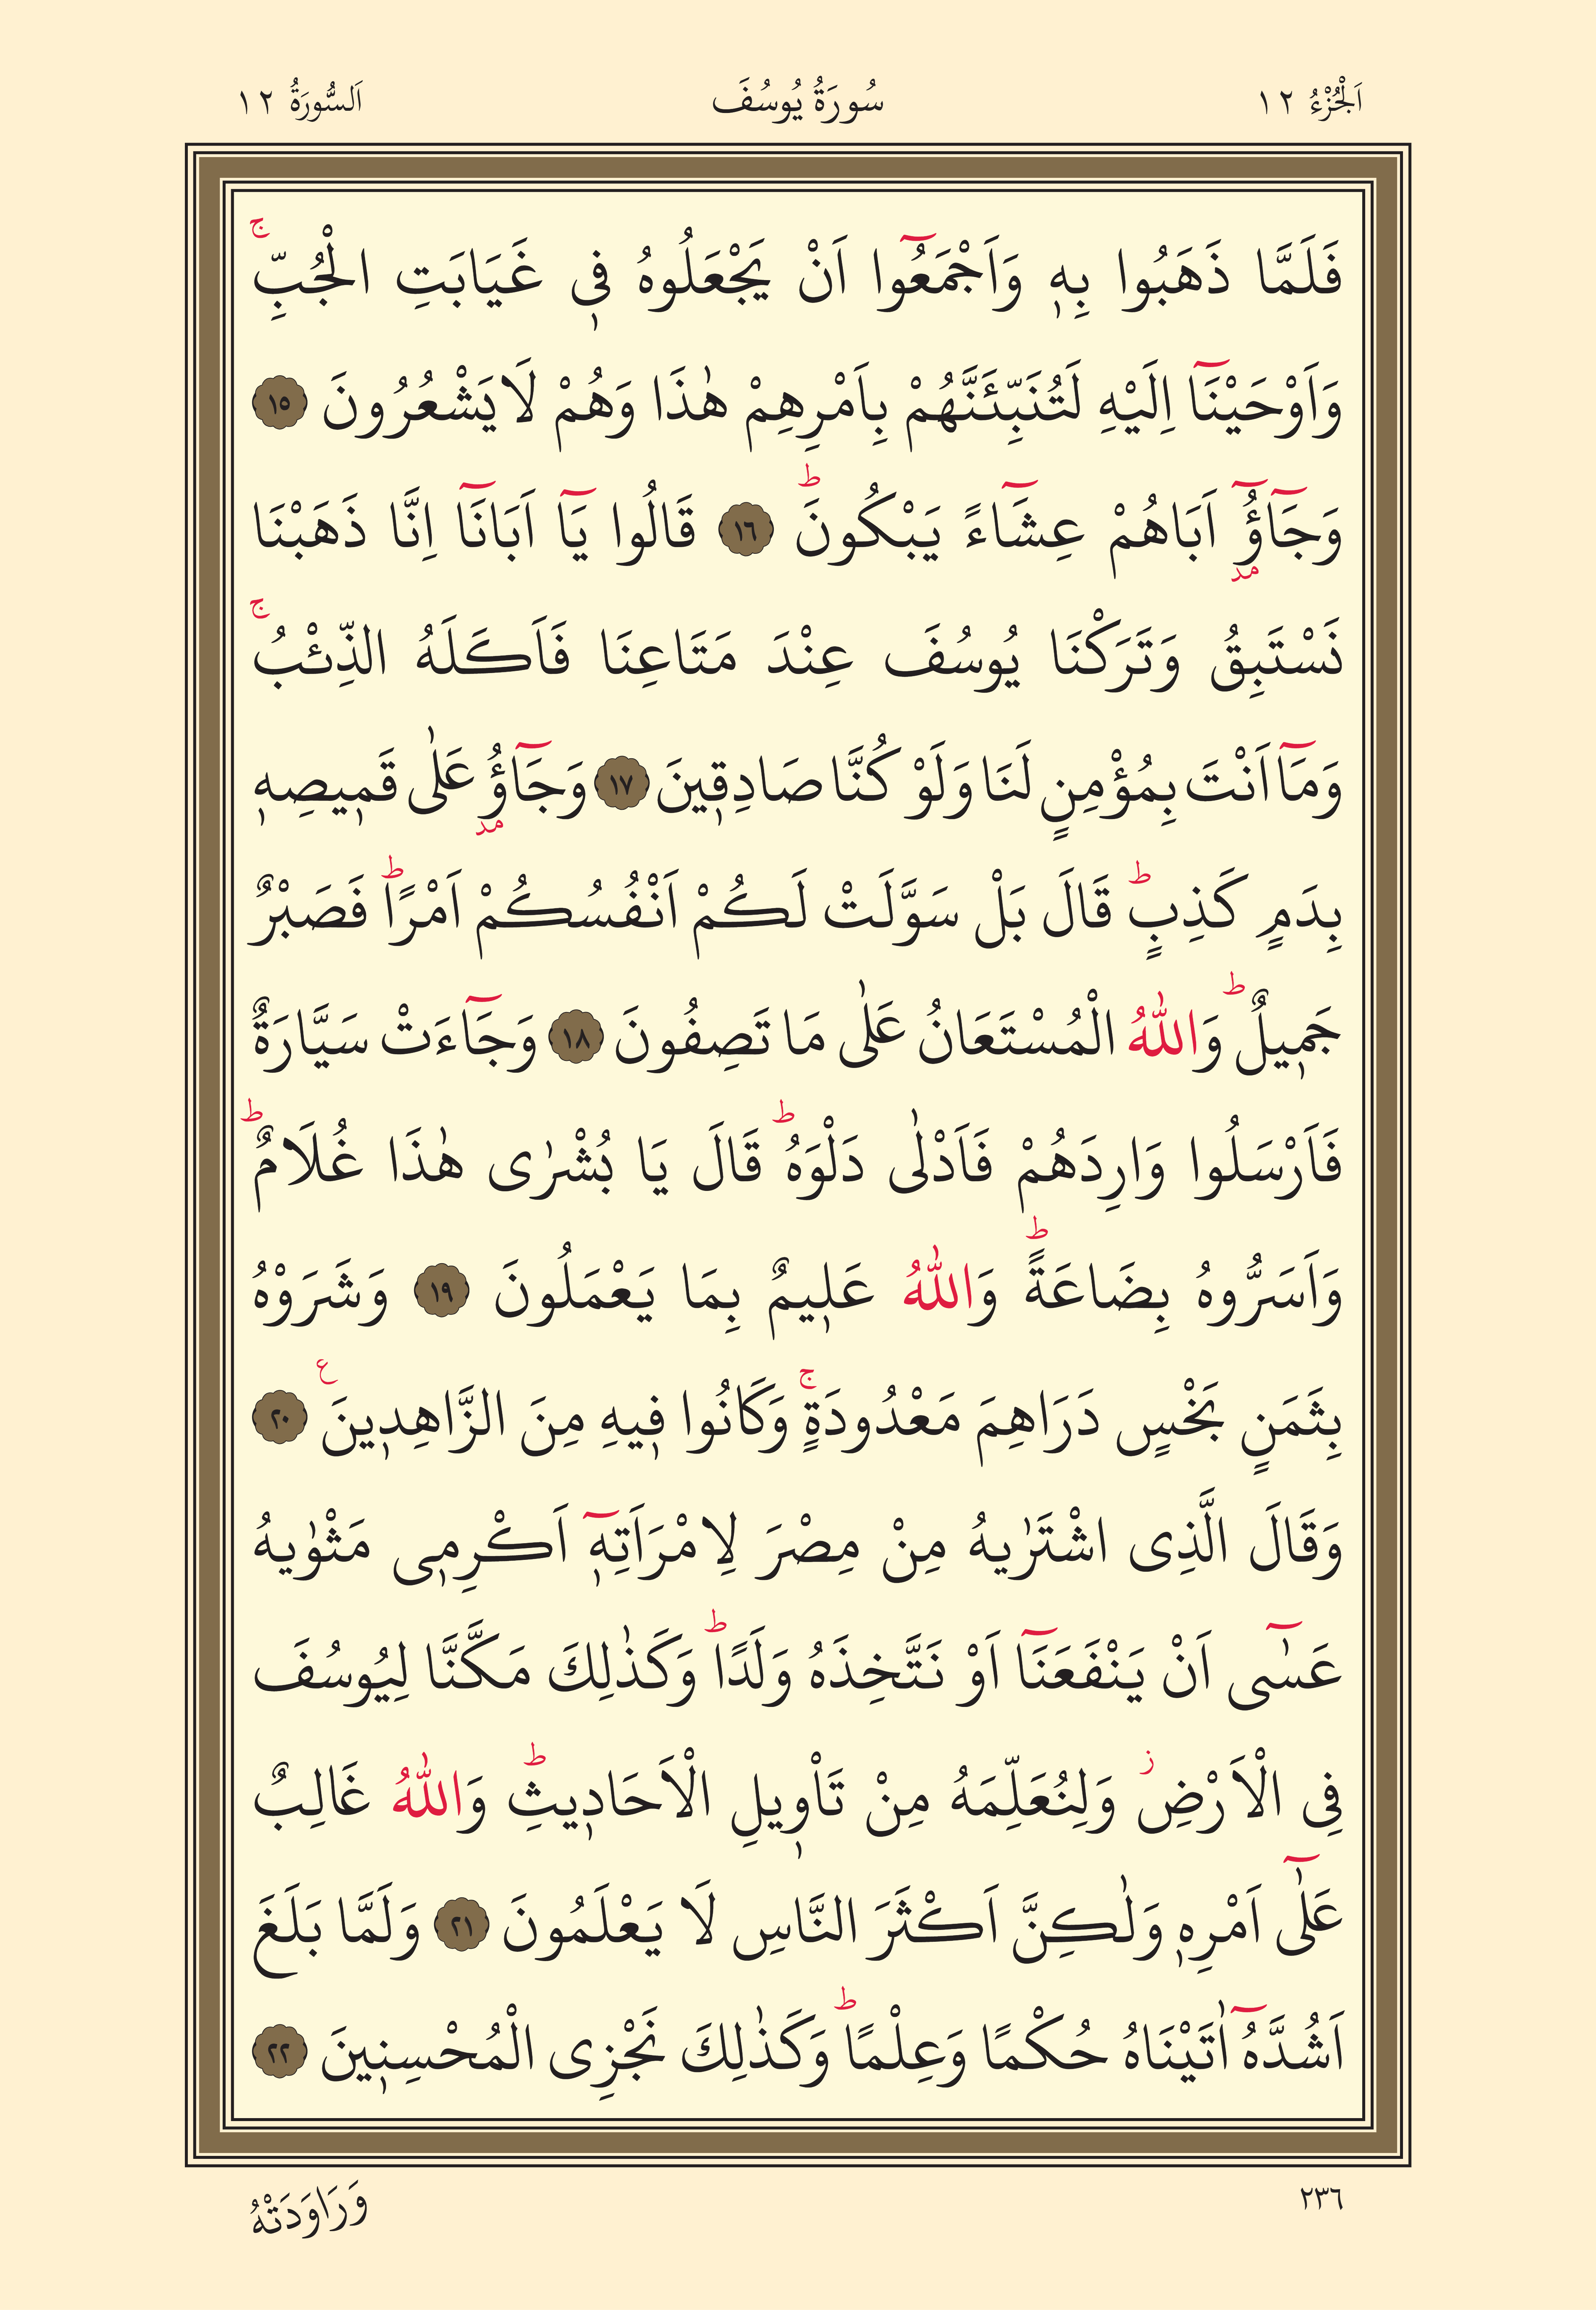 اَلْجُزْءُ ١٢
سُورَةُ يُوسُفَ
اَلسُّورَةُ ١٢
فَلَمَّا ذَهَبُوا بِهٖ وَاَجْمَعُٓوا اَنْ يَجْعَلُوهُ فٖي غَيَابَتِ الْجُبِّۚ
وَاَوْحَيْنَٓا اِلَيْهِ لَتُنَبِّئَنَّهُمْ بِاَمْرِهِمْ هٰذَا وَهُمْ لَا يَشْعُرُونَ ١٥
وَجَٓاؤُٓ اَبَاهُمْ عِشَٓاءً يَبْكُونَؕ ١٦ قَالُوا يَٓا اَبَانَٓا اِنَّا ذَهَبْنَا
نَسْتَبِقُ وَتَرَكْنَا يُوسُفَ عِنْدَ مَتَاعِنَا فَاَكَلَهُ الذِّئْبُۚ
وَمَٓا اَنْتَ بِمُؤْمِنٍ لَنَا وَلَوْ كُنَّا صَادِقٖينَ ١٧ وَجَٓاؤُ عَلٰى قَمٖيصِهٖ
بِدَمٍ كَذِبٍؕ قَالَ بَلْ سَوَّلَتْ لَكُمْ اَنْفُسُكُمْ اَمْرًاؕ فَصَبْرٌ
جَمٖيلٌؕ وَاللّٰهُ الْمُسْتَعَانُ عَلٰى مَا تَصِفُونَ ١٨ وَجَٓاءَتْ سَيَّارَةٌ
فَاَرْسَلُوا وَارِدَهُمْ فَاَدْلٰى دَلْوَهُؕ قَالَ يَا بُشْرٰى هٰذَا غُلَامٌؕ
وَاَسَرُّوهُ بِضَاعَةًؕ وَاللّٰهُ عَلٖيمٌ بِمَا يَعْمَلُونَ ١٩ وَشَرَوْهُ
بِثَمَنٍ بَخْسٍ دَرَاهِمَ مَعْدُودَةٍۚ وَكَانُوا فٖيهِ مِنَ الزَّاهِدٖينَ ع ٢٠
وَقَالَ الَّذِى اشْتَرٰيهُ مِنْ مِصْرَ لِامْرَاَتِهٖٓ اَكْرِمٖى مَثْوٰيهُ
عَسٰٓى اَنْ يَنْفَعَنَٓا اَوْ نَتَّخِذَهُ وَلَدًاؕ وَكَذٰلِكَ مَكَّنَّا لِيُوسُفَ
فِى الْاَرْضِؗ وَلِنُعَلِّمَهُ مِنْ تَاْوٖيلِ الْاَحَادٖيثِؕ وَاللّٰهُ غَالِبٌ
عَلٰٓى اَمْرِهٖ وَلٰكِنَّ اَكْثَرَ النَّاسِ لَا يَعْلَمُونَ ٢١ وَلَمَّا بَلَغَ
اَشُدَّهُٓ اٰتَيْنَاهُ حُكْمًا وَعِلْمًاؕ وَكَذٰلِكَ نَجْزِى الْمُحْسِنٖينَ ٢٢
٢٣٦
وَرَاوَدَتْهُ